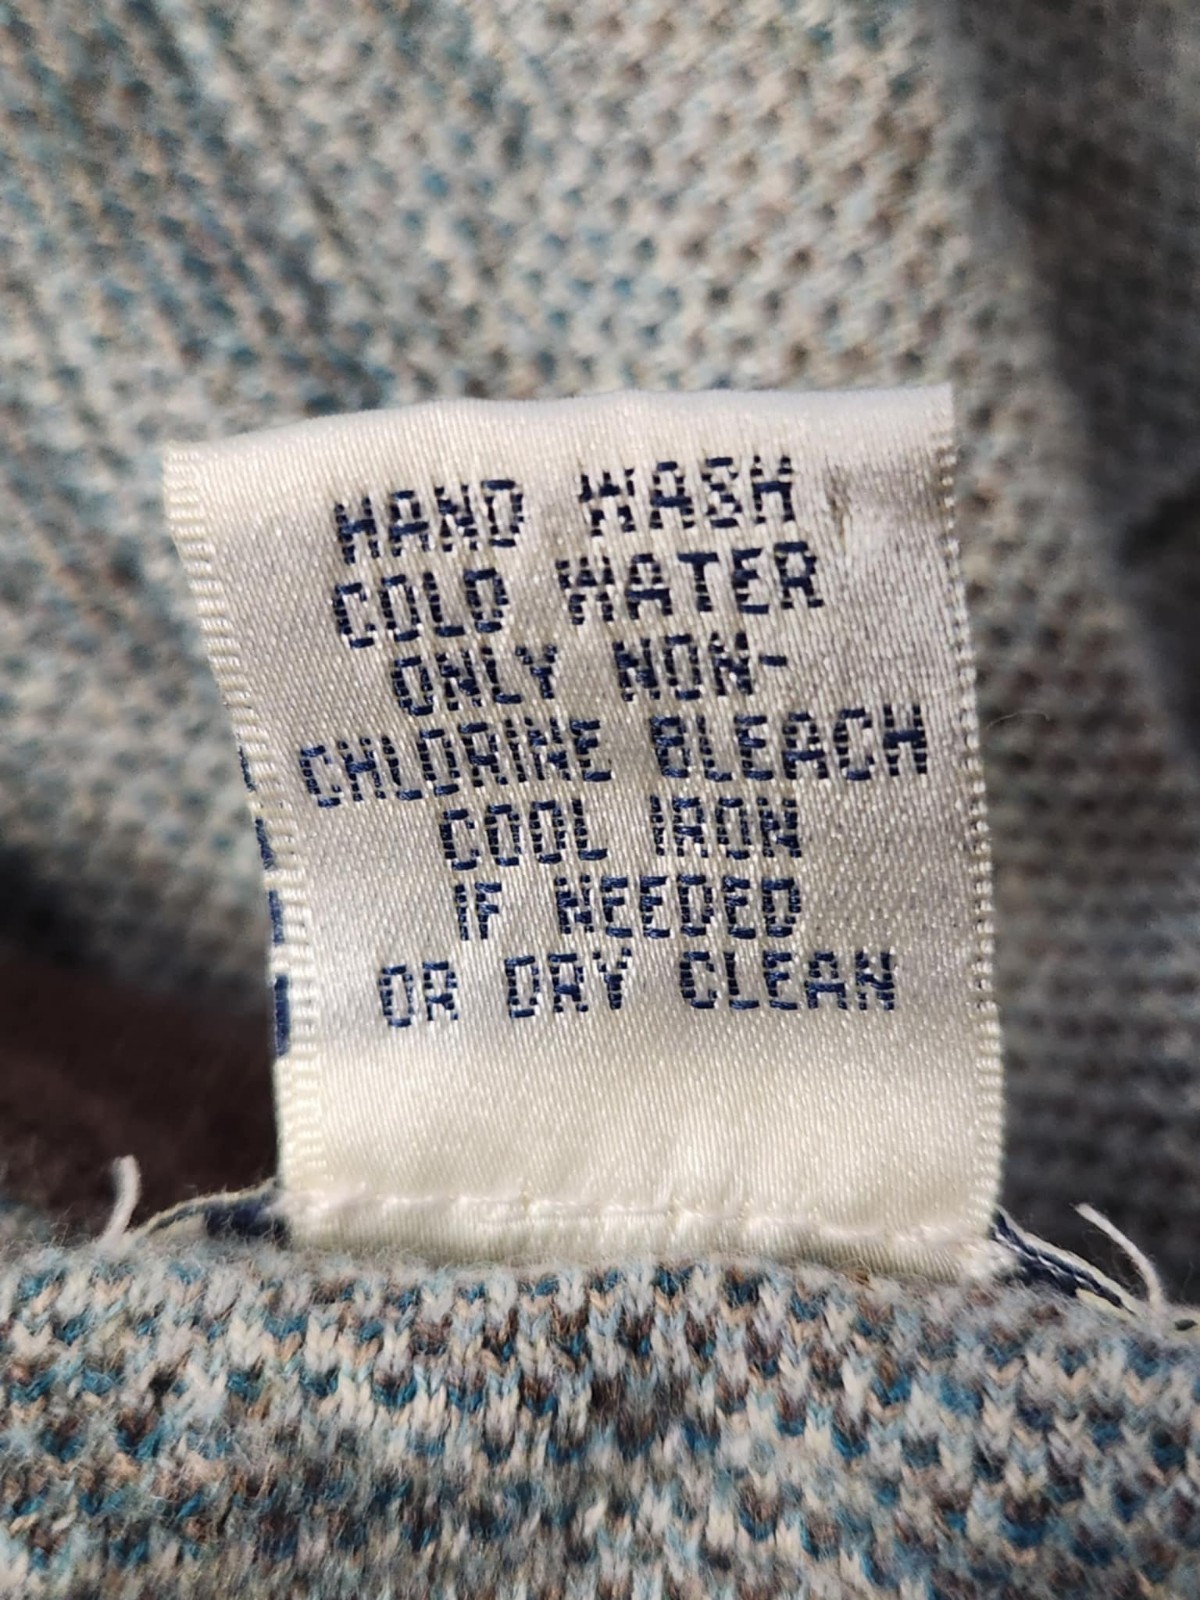 HAND WASH
COLD WATER
ONLY NON-
CHLORINE BLEACH
COOL IRON
IF NEEDED
OR DRY CLEAN